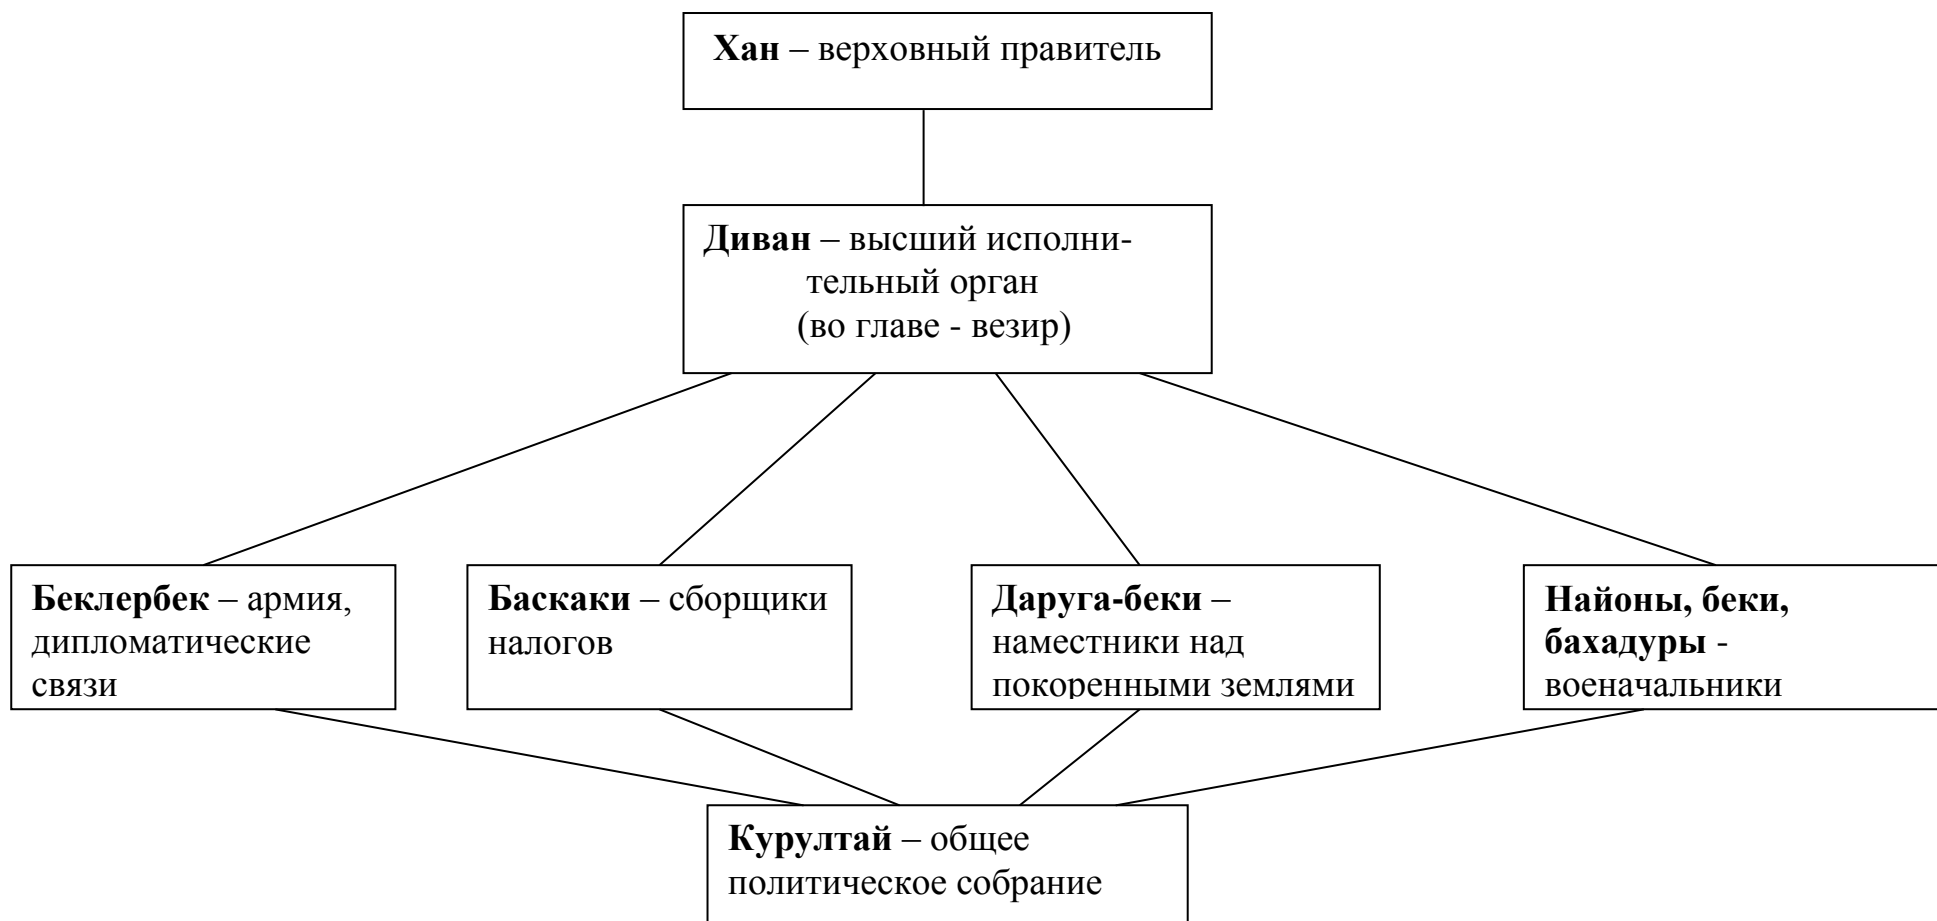 Хан – верховный правитель
Диван – высший исполни-
тельный орган
(во главе - везир)
Беклербек – армия,
дипломатические
связи
Баскаки – сборщики
налогов
Даруга-беки –
наместники над
покоренными землями
Найоны, беки,
бахадуры -
военачальники
Курултай – общее
политическое собрание